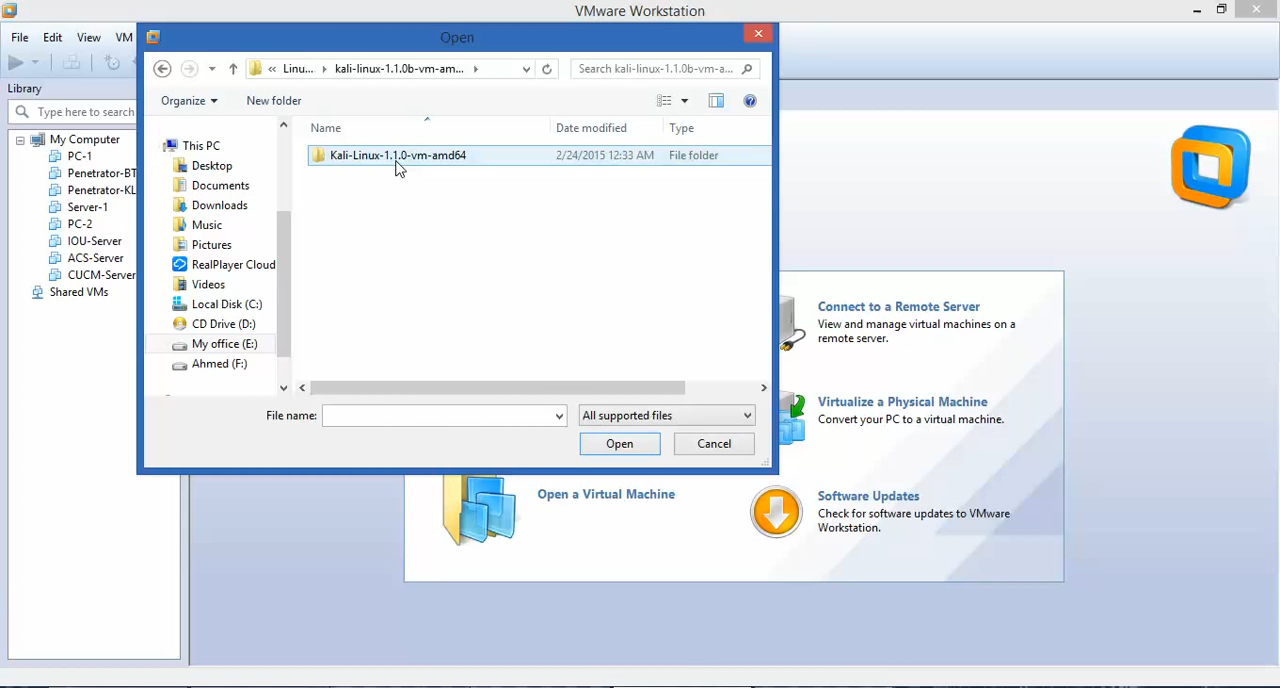 VMware Workstation
File Edit View VM
Library
Type here to search
My Computer
PC-1
Penetrator-BT
Penetrator-KL
Server-1
PC-2
IOU-Server
ACS-Server
CUCM-Server
Shared VMs
Open
« Linu... kali-linux-1.1.0b-vm-am...
Search kali-linux-1.1.0b-vm-a...
Organize New folder
This PC
Desktop
Documents
Downloads
Music
Pictures
RealPlayer Cloud
Videos
Local Disk (C:)
CD Drive (D:)
My office (E:)
Ahmed (F:)
Name Date modified Type
Kali-Linux-1.1.0-vm-amd64 2/24/2015 12:33 AM File folder
File name:
All supported files
Open Cancel
Connect to a Remote Server
View and manage virtual machines on a
remote server.
Virtualize a Physical Machine
Convert your PC to a virtual machine.
Open a Virtual Machine
Software Updates
Check for software updates to VMware
Workstation.